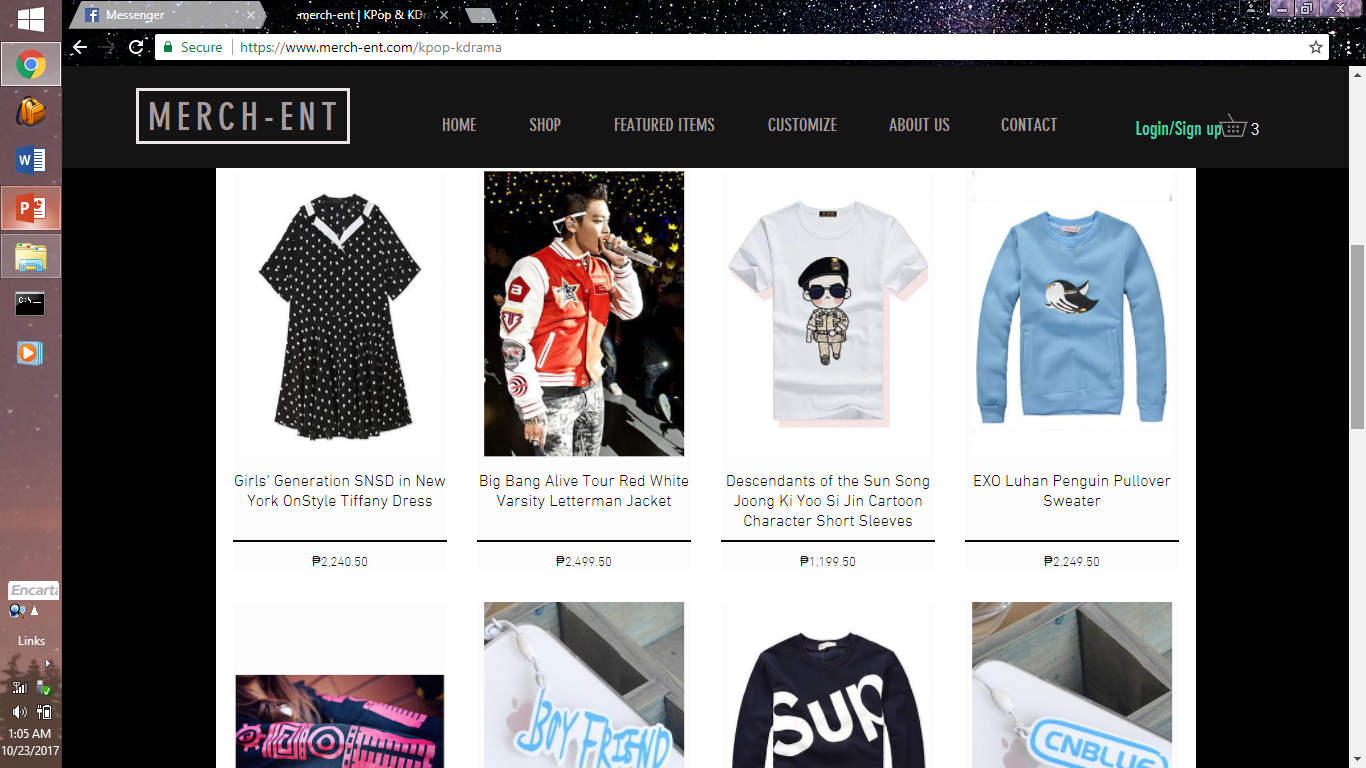 Messenger
merch-ent | KPop & KDr
Secure
https://www.merch-ent.com/kpop-kdrama
MERCH-ENT
HOME
SHOP
FEATURED ITEMS
CUSTOMIZE
ABOUT US
CONTACT
Login/Sign up
3
Girls' Generation SNSD in New
York OnStyle Tiffany Dress
₱2,240.50
Big Bang Alive Tour Red White
Varsity Letterman Jacket
₱2,499.50
Descendants of the Sun Song
Joong Ki Yoo Si Jin Cartoon
Character Short Sleeves
₱1,199.50
EXO Luhan Penguin Pullover
Sweater
₱2,249.50
BOY FRIEND
Sup
CNBLUE
Encarta
Links
1:05 AM
10/23/2017